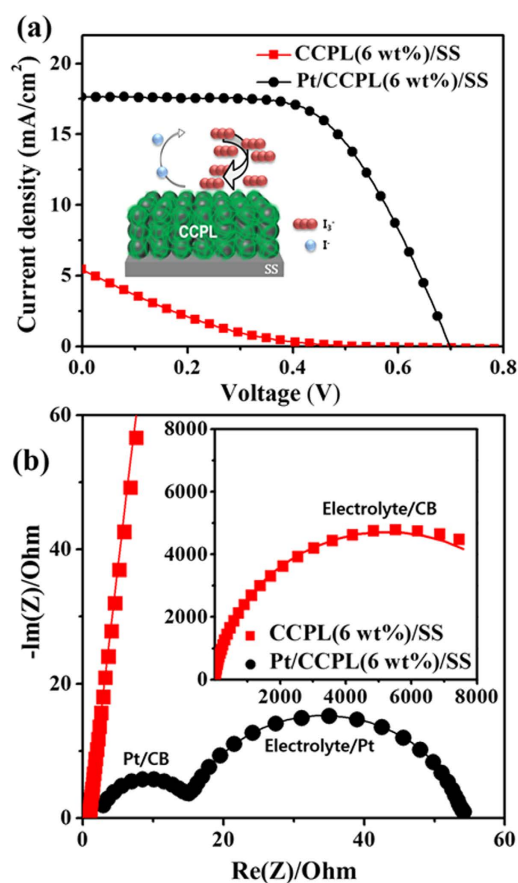 (a)
CCPL(6 wt%)/SS
Pt/CCPL(6 wt%)/SS
Current density (mA/cm²)
20
15
10
5
0
CCPL
SS
I₃⁻
I⁻
0.0 0.2 0.4 0.6 0.8
Voltage (V)
(b)
-Im(Z)/Ohm
60
40
20
0
8000
6000
4000
2000
0
Electrolyte/CB
CCPL(6 wt%)/SS
Pt/CCPL(6 wt%)/SS
2000 4000 6000 8000
Pt/CB
Electrolyte/Pt
0 20 40 60
Re(Z)/Ohm